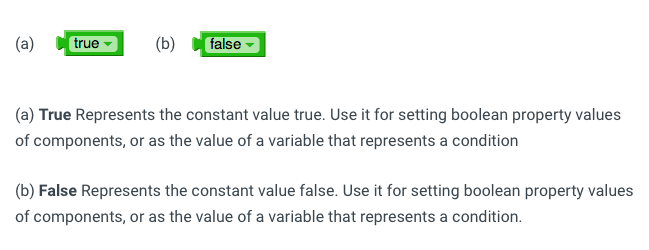 (a) true (b) false
(a) True Represents the constant value true. Use it for setting boolean property values
of components, or as the value of a variable that represents a condition
(b) False Represents the constant value false. Use it for setting boolean property values
of components, or as the value of a variable that represents a condition.